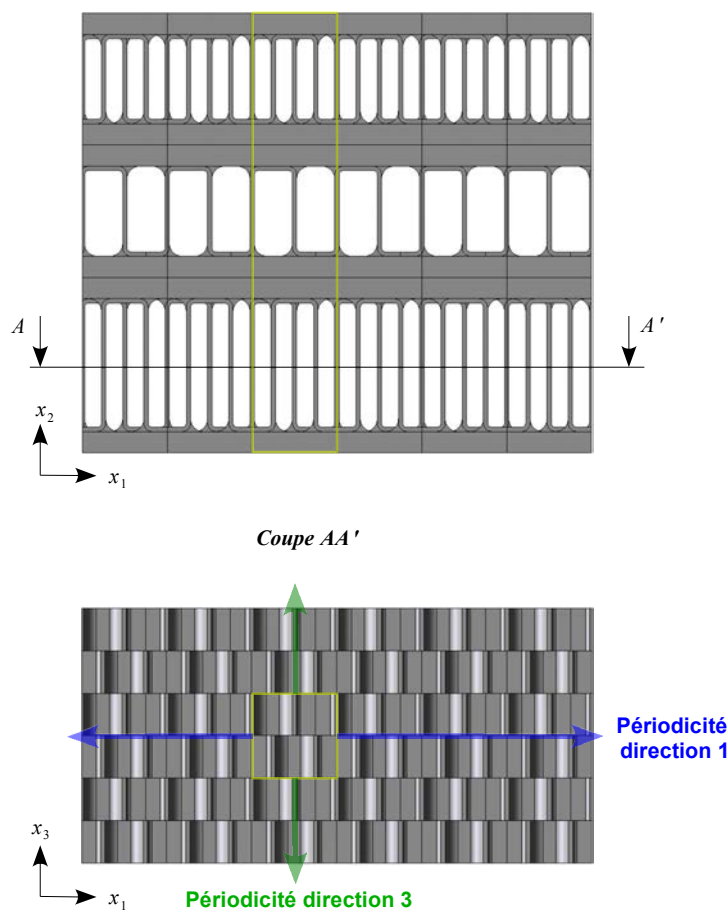 A
A′
x2
x1
Coupe AA′
Périodicité
direction 1
x3
x1
Périodicité direction 3